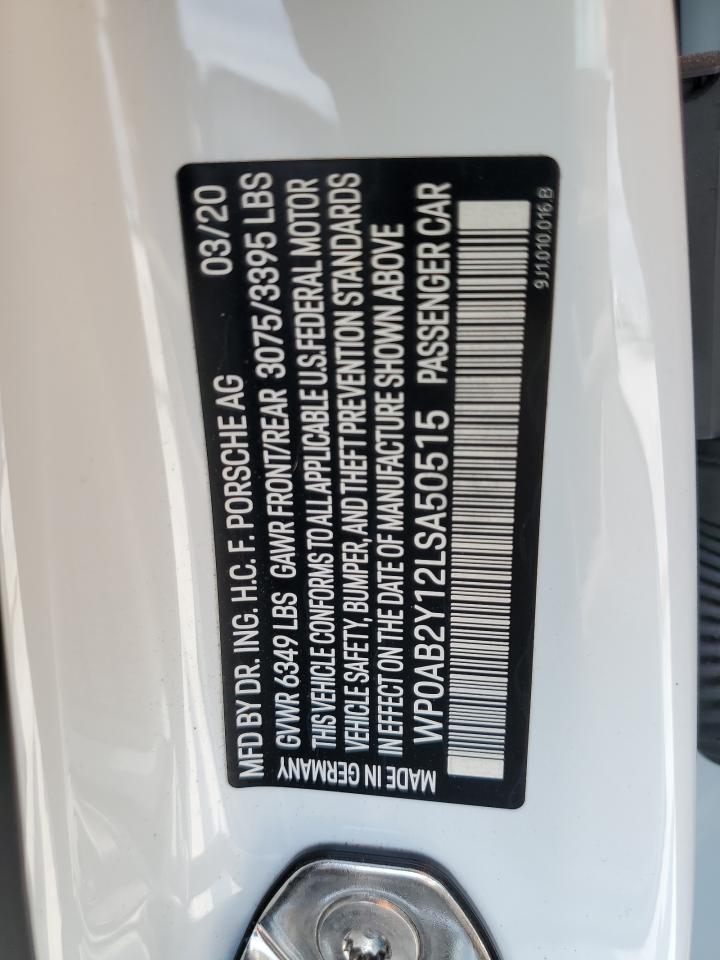 MFD BY DR. ING. H.C. F. PORSCHE AG 03/20
GVWR 6349 LBS GAWR FRONT/REAR 3075/3395 LBS
THIS VEHICLE CONFORMS TO ALL APPLICABLE U.S. FEDERAL MOTOR
VEHICLE SAFETY, BUMPER, AND THEFT PREVENTION STANDARDS
IN EFFECT ON THE DATE OF MANUFACTURE SHOWN ABOVE
WP0AB2Y12LSA50515 PASSENGER CAR
MADE IN GERMANY
9J1.010.016.B